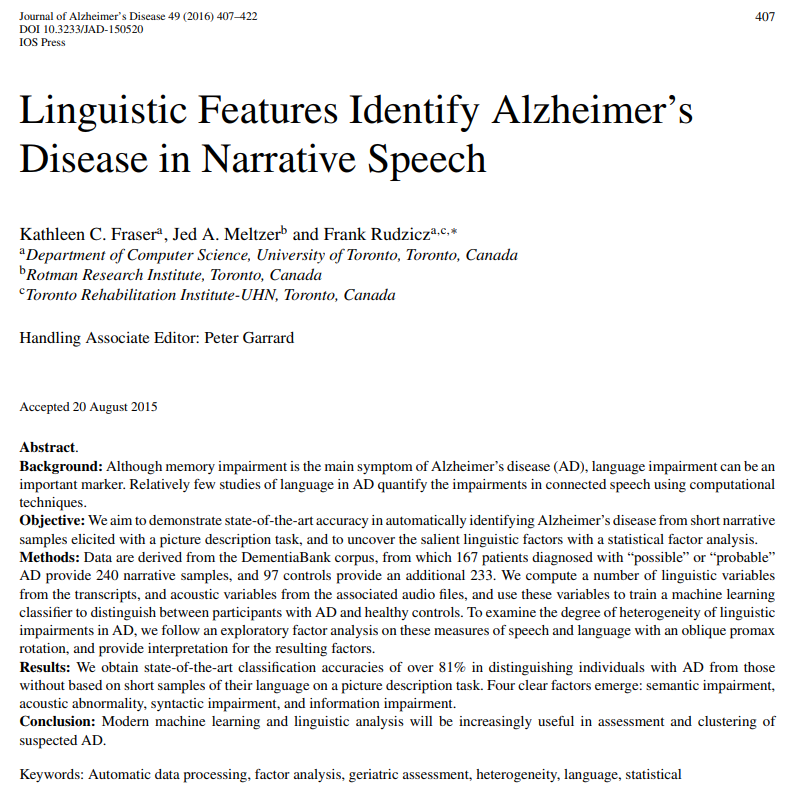 Journal of Alzheimer's Disease 49 (2016) 407–422
DOI 10.3233/JAD-150520
IOS Press
407
Linguistic Features Identify Alzheimer's
Disease in Narrative Speech
Kathleen C. Fraserᵃ, Jed A. Meltzerᵇ and Frank Rudziczᵃ,ᶜ,*
ᵃDepartment of Computer Science, University of Toronto, Toronto, Canada
ᵇRotman Research Institute, Toronto, Canada
ᶜToronto Rehabilitation Institute-UHN, Toronto, Canada
Handling Associate Editor: Peter Garrard
Accepted 20 August 2015
Abstract.
Background: Although memory impairment is the main symptom of Alzheimer's disease (AD), language impairment can be an
important marker. Relatively few studies of language in AD quantify the impairments in connected speech using computational
techniques.
Objective: We aim to demonstrate state-of-the-art accuracy in automatically identifying Alzheimer's disease from short narrative
samples elicited with a picture description task, and to uncover the salient linguistic factors with a statistical factor analysis.
Methods: Data are derived from the DementiaBank corpus, from which 167 patients diagnosed with "possible" or "probable"
AD provide 240 narrative samples, and 97 controls provide an additional 233. We compute a number of linguistic variables
from the transcripts, and acoustic variables from the associated audio files, and use these variables to train a machine learning
classifier to distinguish between participants with AD and healthy controls. To examine the degree of heterogeneity of linguistic
impairments in AD, we follow an exploratory factor analysis on these measures of speech and language with an oblique promax
rotation, and provide interpretation for the resulting factors.
Results: We obtain state-of-the-art classification accuracies of over 81% in distinguishing individuals with AD from those
without based on short samples of their language on a picture description task. Four clear factors emerge: semantic impairment,
acoustic abnormality, syntactic impairment, and information impairment.
Conclusion: Modern machine learning and linguistic analysis will be increasingly useful in assessment and clustering of
suspected AD.
Keywords: Automatic data processing, factor analysis, geriatric assessment, heterogeneity, language, statistical